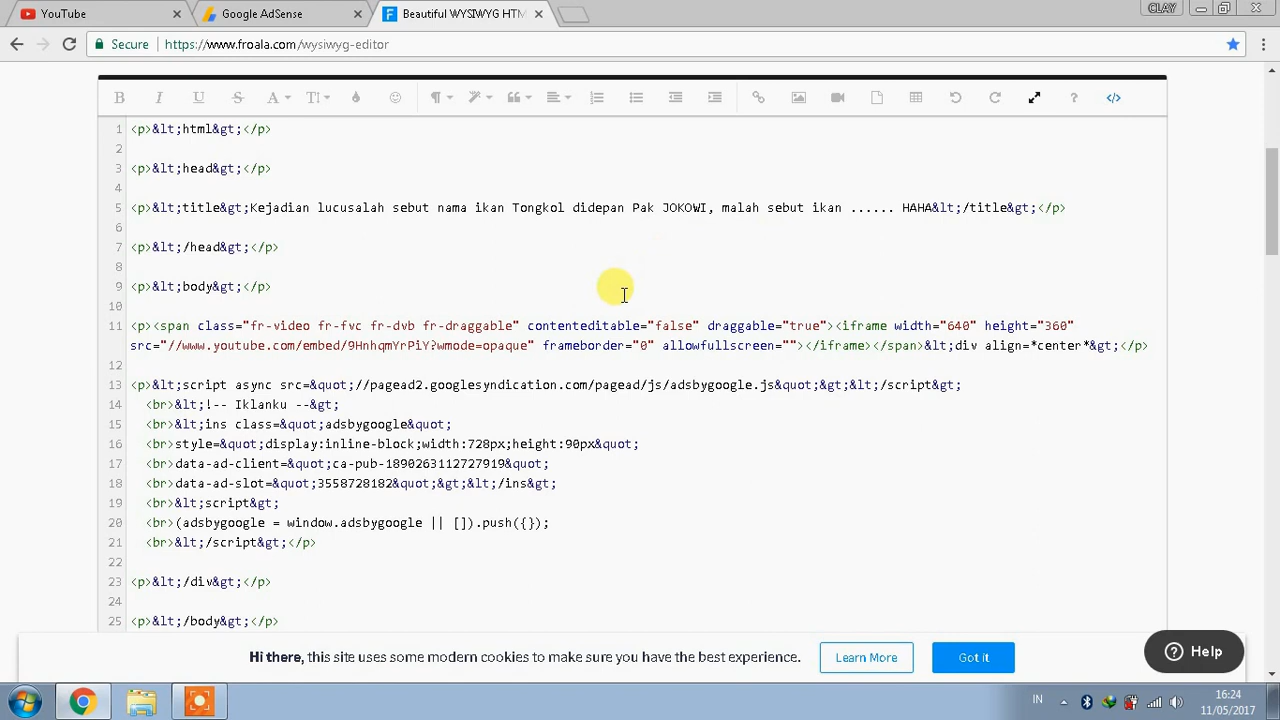 YouTube
Google AdSense
Beautiful WYSIWYG HTM
CLAY
Secure
https://www.froala.com/wysiwyg-editor
1 <p>&lt;html&gt;</p>
2
3 <p>&lt;head&gt;</p>
4
5 <p>&lt;title&gt;Kejadian lucusalah sebut nama ikan Tongkol didepan Pak JOKOWI, malah sebut ikan ...... HAHA&lt;/title&gt;</p>
6
7 <p>&lt;/head&gt;</p>
8
9 <p>&lt;body&gt;</p>
10
11 <p><span class="fr-video fr-fvc fr-dvb fr-draggable" contenteditable="false" draggable="true"><iframe width="640" height="360"
src="//www.youtube.com/embed/9HnhqmYrPiY?wmode=opaque" frameborder="0" allowfullscreen=""></iframe></span>&lt;div align=*center*&gt;</p>
12
13 <p>&lt;script async src=&quot;//pagead2.googlesyndication.com/pagead/js/adsbygoogle.js&quot;&gt;&lt;/script&gt;
14 <br>&lt;!-- Iklanku --&gt;
15 <br>&lt;ins class=&quot;adsbygoogle&quot;
16 <br>style=&quot;display:inline-block;width:728px;height:90px&quot;
17 <br>data-ad-client=&quot;ca-pub-1890263112727919&quot;
18 <br>data-ad-slot=&quot;3558728182&quot;&gt;&lt;/ins&gt;
19 <br>&lt;script&gt;
20 <br>(adsbygoogle = window.adsbygoogle || []).push({});
21 <br>&lt;/script&gt;</p>
22
23 <p>&lt;/div&gt;</p>
24
25 <p>&lt;/body&gt;</p>
Hi there, this site uses some modern cookies to make sure you have the best experience.
Learn More
Got it
Help
IN
16:24
11/05/2017